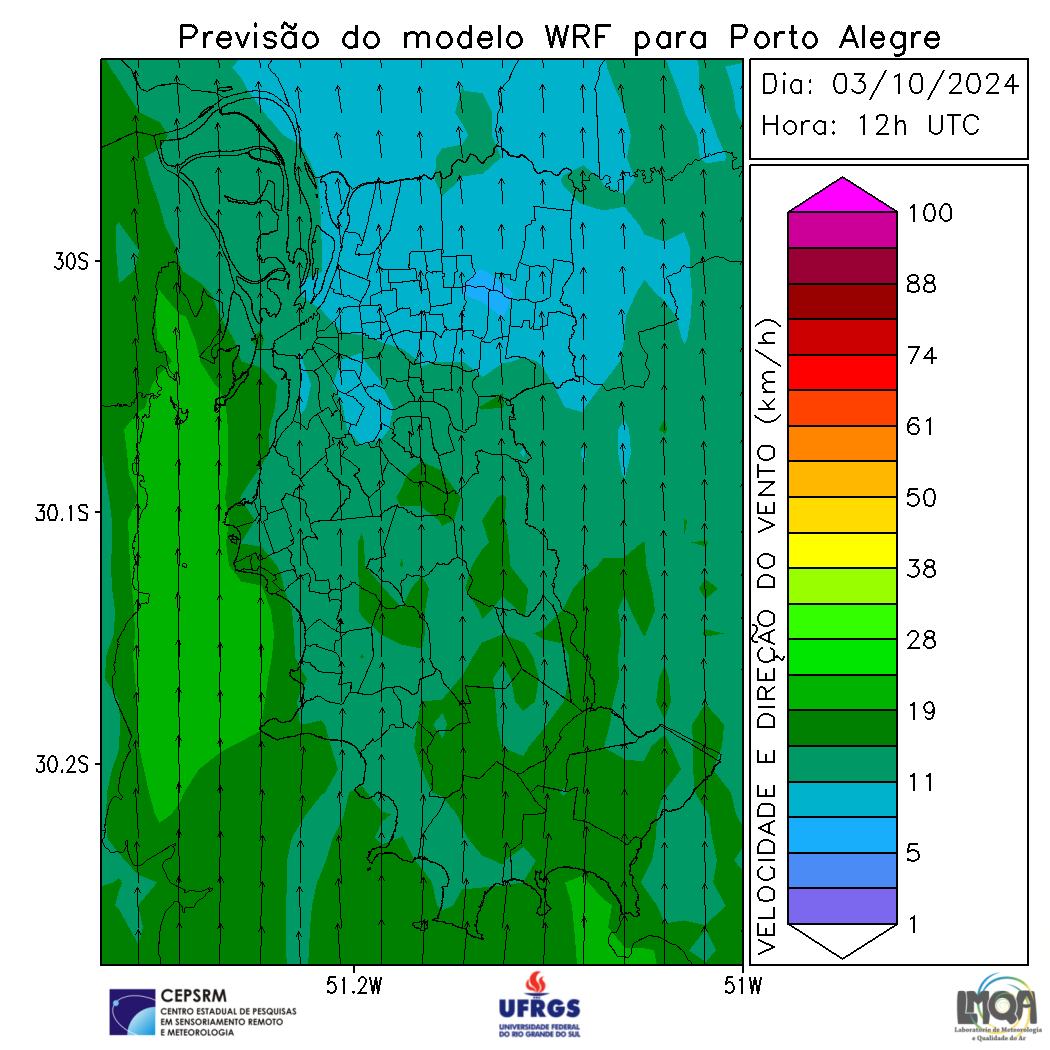 Previsão do modelo WRF para Porto Alegre
Dia: 03/10/2024
Hora: 12h UTC
30S
30.1S
30.2S
51.2W
51W
VELOCIDADE E DIREÇÃO DO VENTO (km/h)
100
88
74
61
50
38
28
19
11
5
1
CEPSRM
CENTRO ESTADUAL DE PESQUISAS
EM SENSORIAMENTO REMOTO
E METEOROLOGIA
UFRGS
UNIVERSIDADE FEDERAL
DO RIO GRANDE DO SUL
LMQA
Laboratório de Meteorologia
e Qualidade do Ar